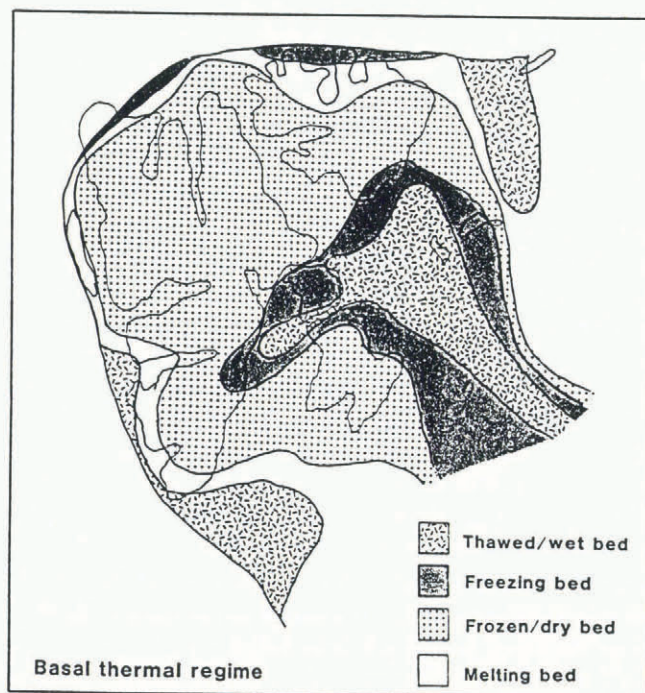 Thawed/wet bed
Freezing bed
Frozen/dry bed
Basal thermal regime
Melting bed